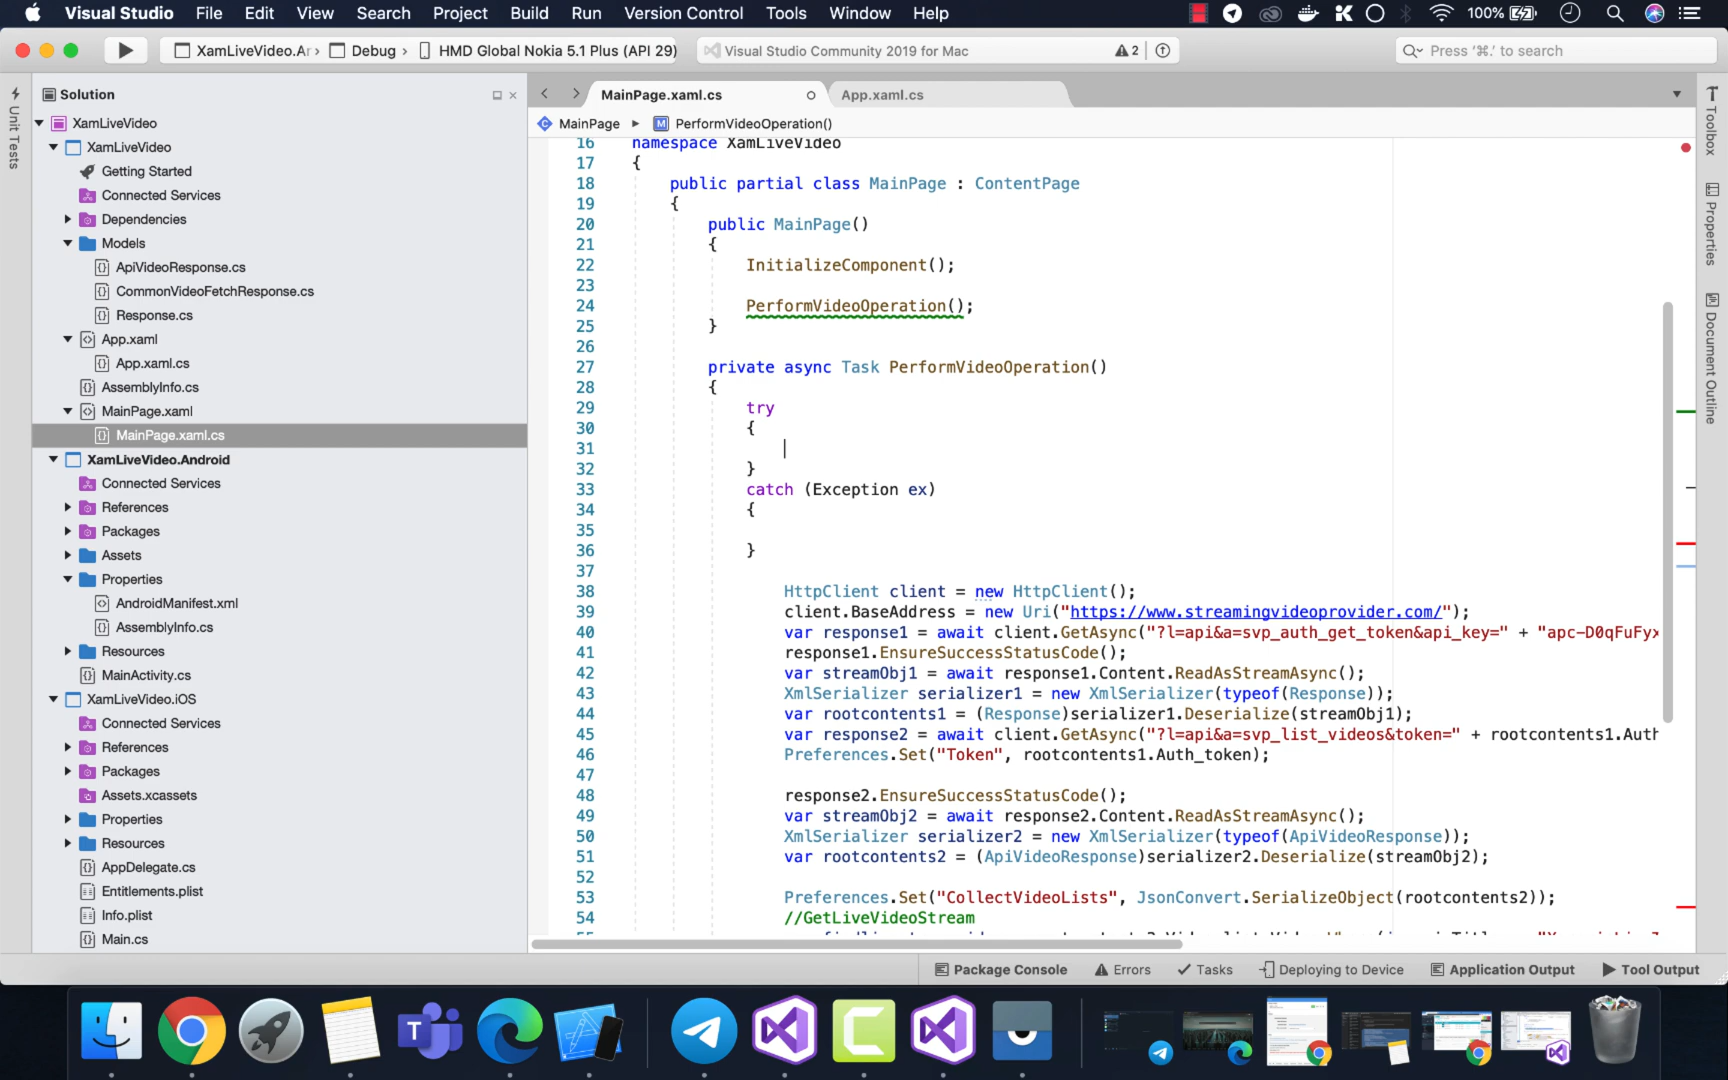 Visual Studio File Edit View Search Project Build Run Version Control Tools Window Help 100%
XamLiveVideo.Ar › Debug › HMD Global Nokia 5.1 Plus (API 29) Visual Studio Community 2019 for Mac 2 Press '⌘.' to search
Unit Tests
Solution
XamLiveVideo
XamLiveVideo
Getting Started
Connected Services
Dependencies
Models
ApiVideoResponse.cs
CommonVideoFetchResponse.cs
Response.cs
App.xaml
App.xaml.cs
AssemblyInfo.cs
MainPage.xaml
MainPage.xaml.cs
XamLiveVideo.Android
Connected Services
References
Packages
Assets
Properties
AndroidManifest.xml
AssemblyInfo.cs
Resources
MainActivity.cs
XamLiveVideo.iOS
Connected Services
References
Packages
Assets.xcassets
Properties
Resources
AppDelegate.cs
Entitlements.plist
Info.plist
Main.cs
MainPage.xaml.cs App.xaml.cs
MainPage PerformVideoOperation()
16 namespace XamLiveVideo
17 {
18 public partial class MainPage : ContentPage
19 {
20 public MainPage()
21 {
22 InitializeComponent();
23
24 PerformVideoOperation();
25 }
26
27 private async Task PerformVideoOperation()
28 {
29 try
30 {
31
32 }
33 catch (Exception ex)
34 {
35
36 }
37
38 HttpClient client = new HttpClient();
39 client.BaseAddress = new Uri("https://www.streamingvideoprovider.com/");
40 var response1 = await client.GetAsync("?l=api&a=svp_auth_get_token&api_key=" + "apc-D0qFuFyx
41 response1.EnsureSuccessStatusCode();
42 var streamObj1 = await response1.Content.ReadAsStreamAsync();
43 XmlSerializer serializer1 = new XmlSerializer(typeof(Response));
44 var rootcontents1 = (Response)serializer1.Deserialize(streamObj1);
45 var response2 = await client.GetAsync("?l=api&a=svp_list_videos&token=" + rootcontents1.Auth
46 Preferences.Set("Token", rootcontents1.Auth_token);
47
48 response2.EnsureSuccessStatusCode();
49 var streamObj2 = await response2.Content.ReadAsStreamAsync();
50 XmlSerializer serializer2 = new XmlSerializer(typeof(ApiVideoResponse));
51 var rootcontents2 = (ApiVideoResponse)serializer2.Deserialize(streamObj2);
52
53 Preferences.Set("CollectVideoLists", JsonConvert.SerializeObject(rootcontents2));
54 //GetLiveVideoStream
Toolbox
Properties
Document Outline
Package Console Errors Tasks Deploying to Device Application Output Tool Output